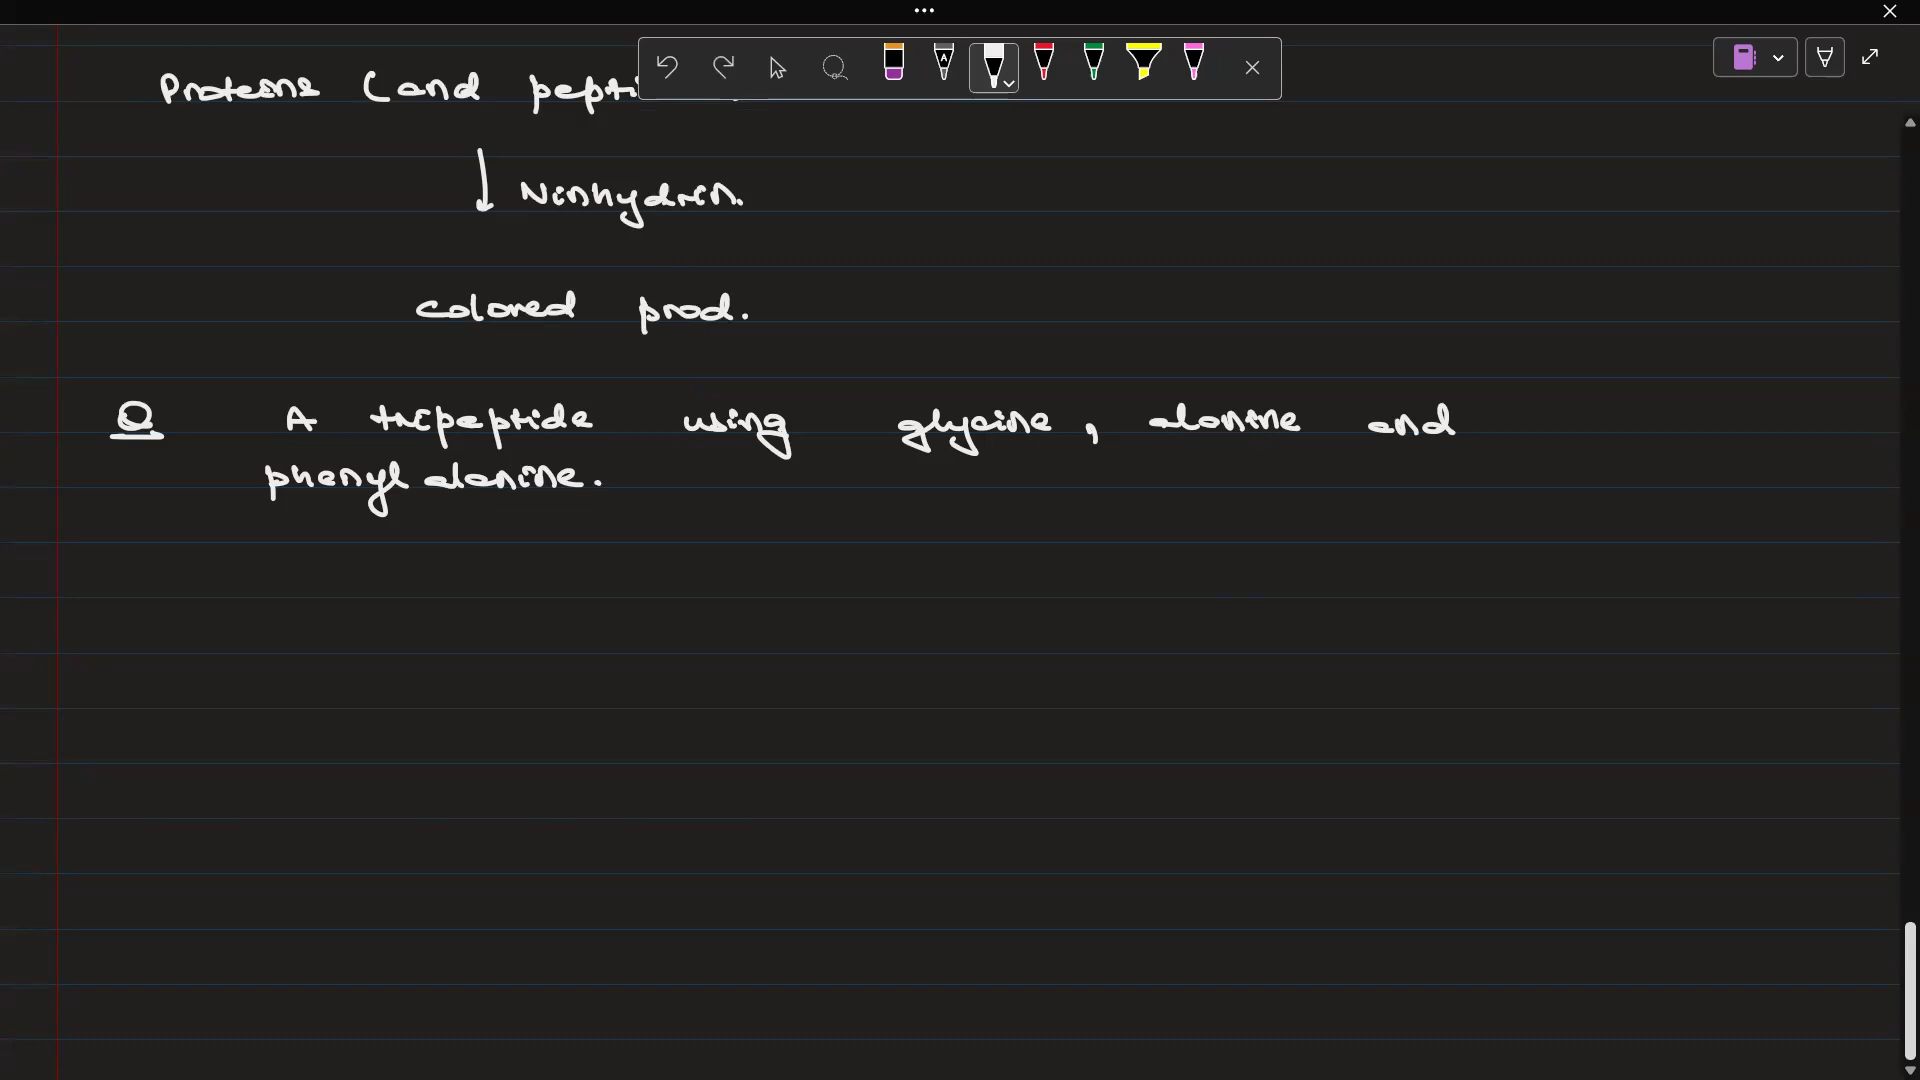 Proteins (and pepti
↓ Ninhydrin.
colored prod.
Q A tripeptide using glycine, alanine and
phenyl alanine.